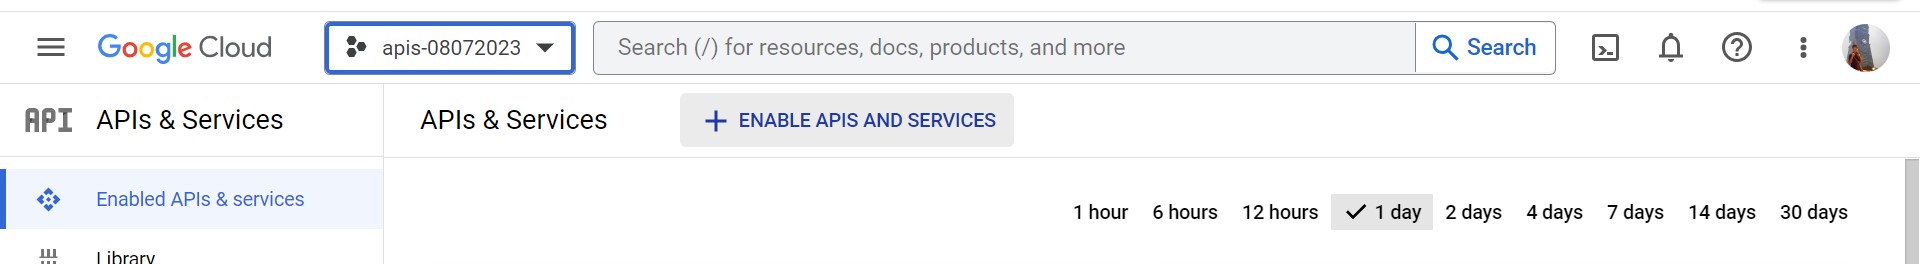 Google Cloud
apis-08072023
Search (/) for resources, docs, products, and more
Search
API
APIs & Services
APIs & Services
ENABLE APIS AND SERVICES
Enabled APIs & services
1 hour 6 hours 12 hours 1 day 2 days 4 days 7 days 14 days 30 days
Library